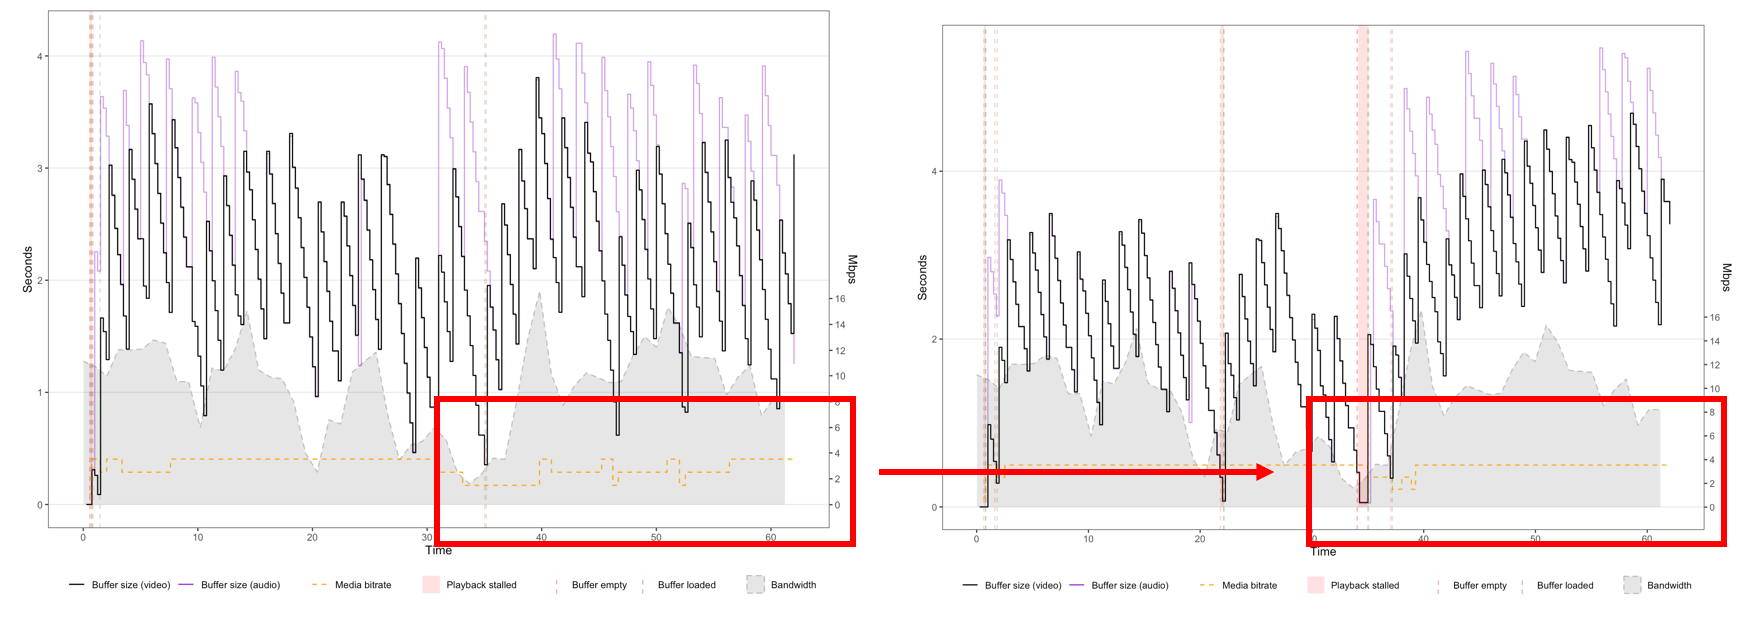 4
3
2
1
0
Seconds
16
14
12
10
8
6
4
2
0
Mbps
0 10 20 30 40 50 60
Time
Buffer size (video) Buffer size (audio) Media bitrate Playback stalled Buffer empty Buffer loaded Bandwidth
4
2
0
Seconds
16
14
12
10
8
6
4
2
0
Mbps
0 10 20 30 40 50 60
Time
Buffer size (video) Buffer size (audio) Media bitrate Playback stalled Buffer empty Buffer loaded Bandwidth